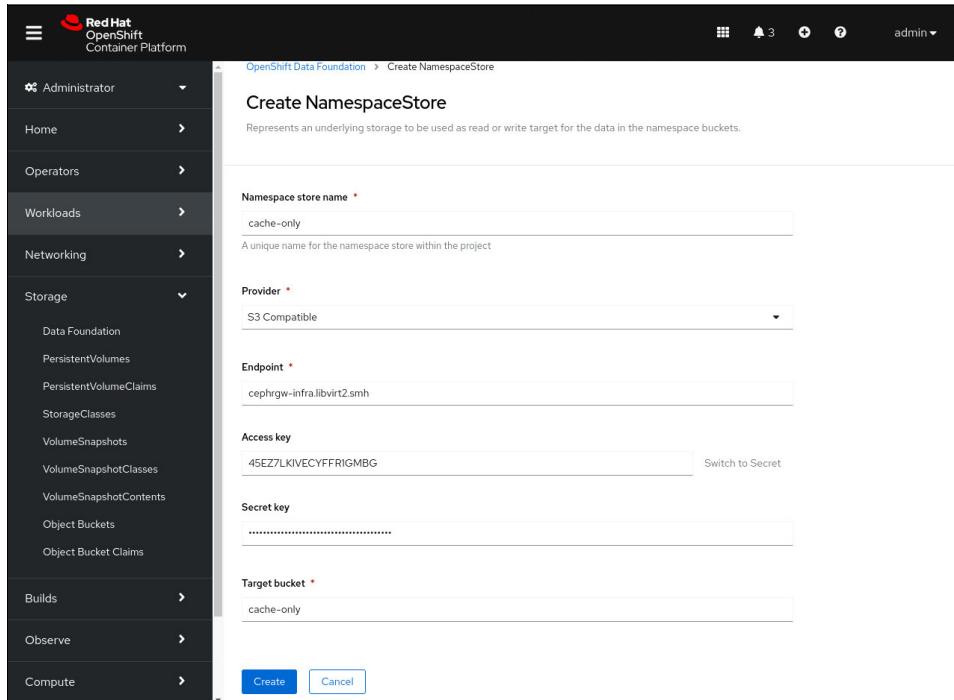 Red Hat
OpenShift
Container Platform
3
admin
Administrator
Home
Operators
Workloads
Networking
Storage
Data Foundation
PersistentVolumes
PersistentVolumeClaims
StorageClasses
VolumeSnapshots
VolumeSnapshotClasses
VolumeSnapshotContents
Object Buckets
Object Bucket Claims
Builds
Observe
Compute
OpenShift Data Foundation > Create NamespaceStore
Create NamespaceStore
Represents an underlying storage to be used as read or write target for the data in the namespace buckets.
Namespace store name *
cache-only
A unique name for the namespace store within the project
Provider *
S3 Compatible
Endpoint *
cephrgw-infra.libvirt2.smh
Access key
45EZ7LKIVECYFFR1GMBG
Switch to Secret
Secret key
••••••••••••••••••••••••••••••••••••••••
Target bucket *
cache-only
Create
Cancel